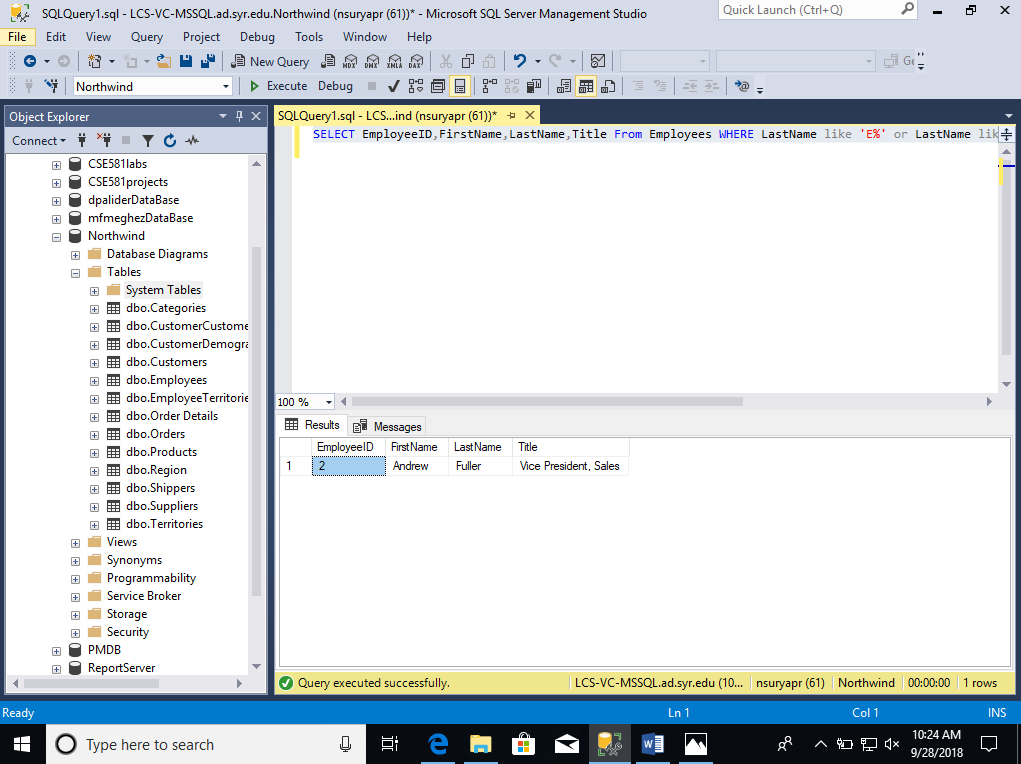 SQLQuery1.sql - LCS-VC-MSSQL.ad.syr.edu.Northwind (nsuryapr (61))* - Microsoft SQL Server Management Studio
Quick Launch (Ctrl+Q)
File Edit View Query Project Debug Tools Window Help
New Query MDX DMX XMLA DAX
Northwind Execute Debug
Object Explorer
Connect
CSE581labs
CSE581projects
dpaliderDataBase
mfmeghezDataBase
Northwind
Database Diagrams
Tables
System Tables
dbo.Categories
dbo.CustomerCustome
dbo.CustomerDemogra
dbo.Customers
dbo.Employees
dbo.EmployeeTerritorie
dbo.Order Details
dbo.Orders
dbo.Products
dbo.Region
dbo.Shippers
dbo.Suppliers
dbo.Territories
Views
Synonyms
Programmability
Service Broker
Storage
Security
PMDB
ReportServer
SQLQuery1.sql - LCS...ind (nsuryapr (61))*
SELECT EmployeeID,FirstName,LastName,Title From Employees WHERE LastName like 'E%' or LastName lik
100 %
Results Messages
EmployeeID FirstName LastName Title
1 2 Andrew Fuller Vice President, Sales
Query executed successfully. LCS-VC-MSSQL.ad.syr.edu (10... nsuryapr (61) Northwind 00:00:00 1 rows
Ready Ln 1 Col 1 INS
Type here to search
10:24 AM
9/28/2018